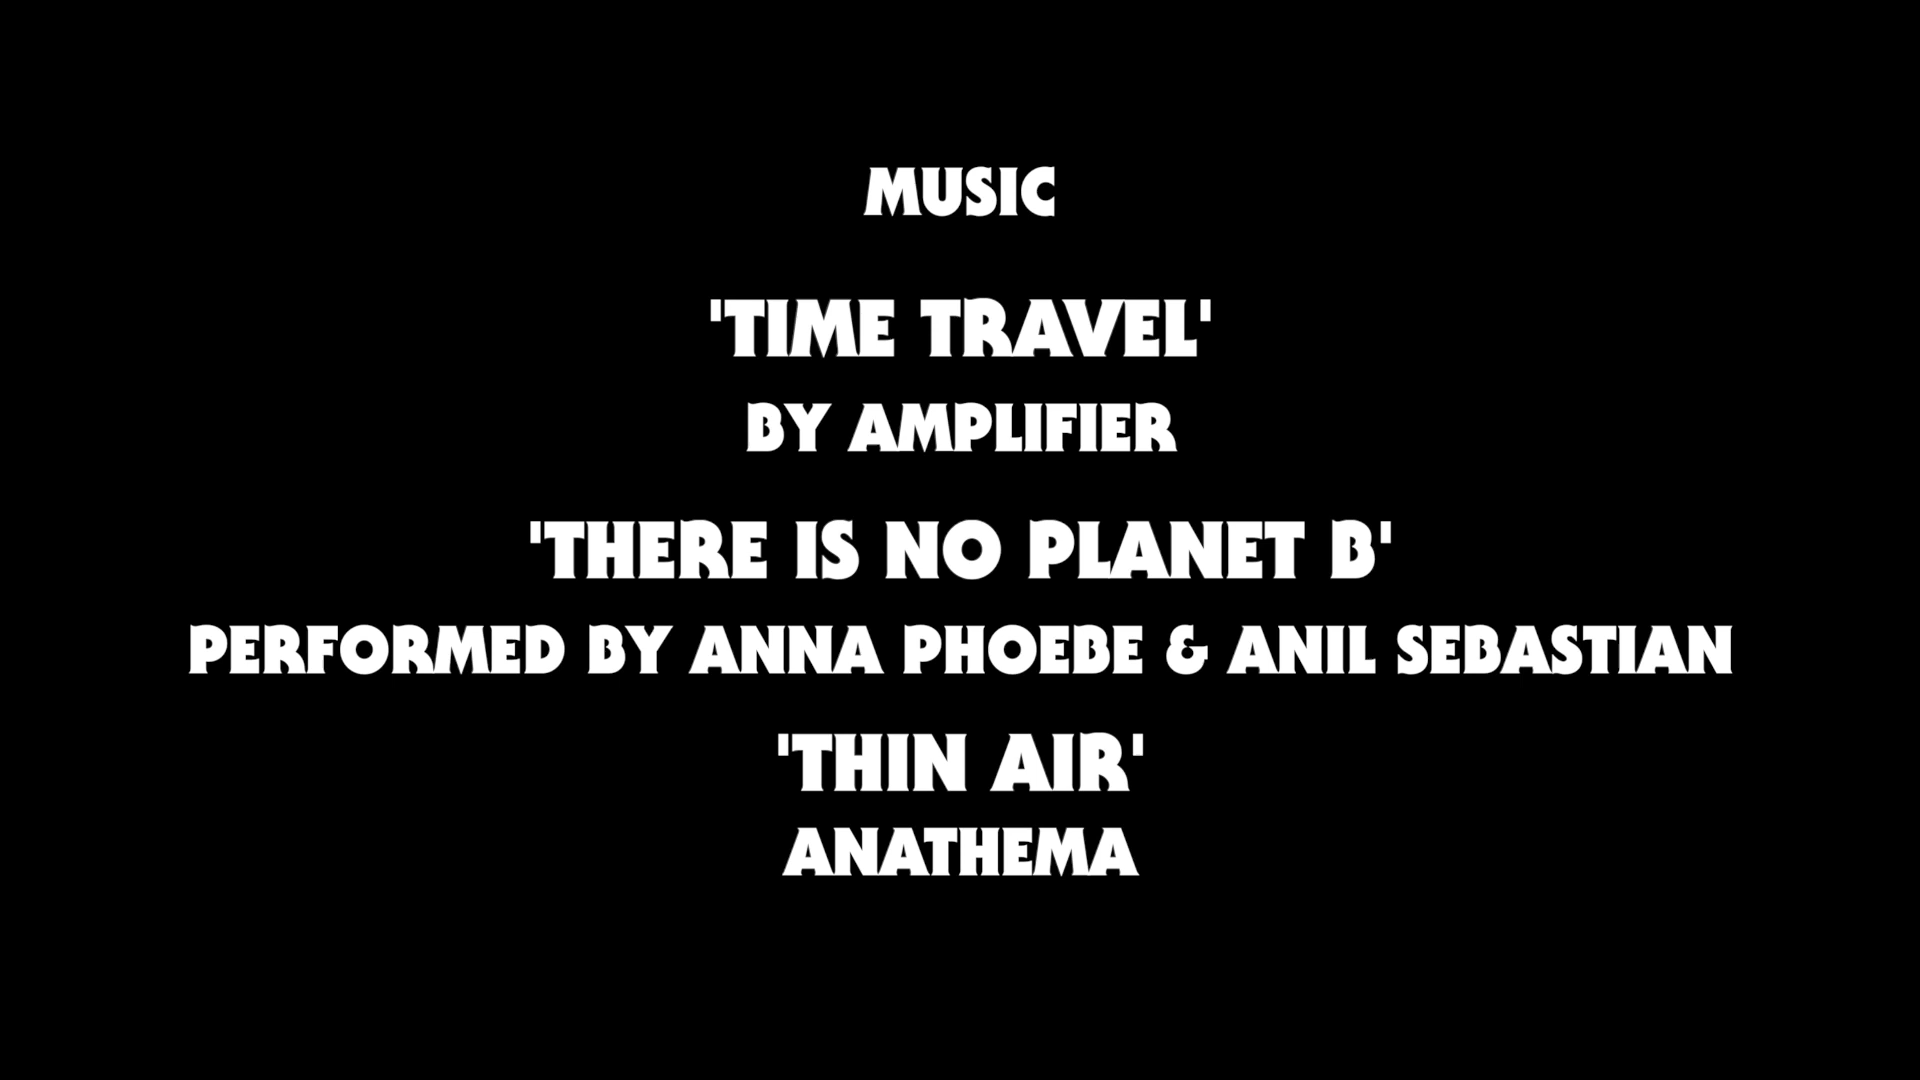 MUSIC
'TIME TRAVEL'
BY AMPLIFIER
'THERE IS NO PLANET B'
PERFORMED BY ANNA PHOEBE & ANIL SEBASTIAN
'THIN AIR'
ANATHEMA